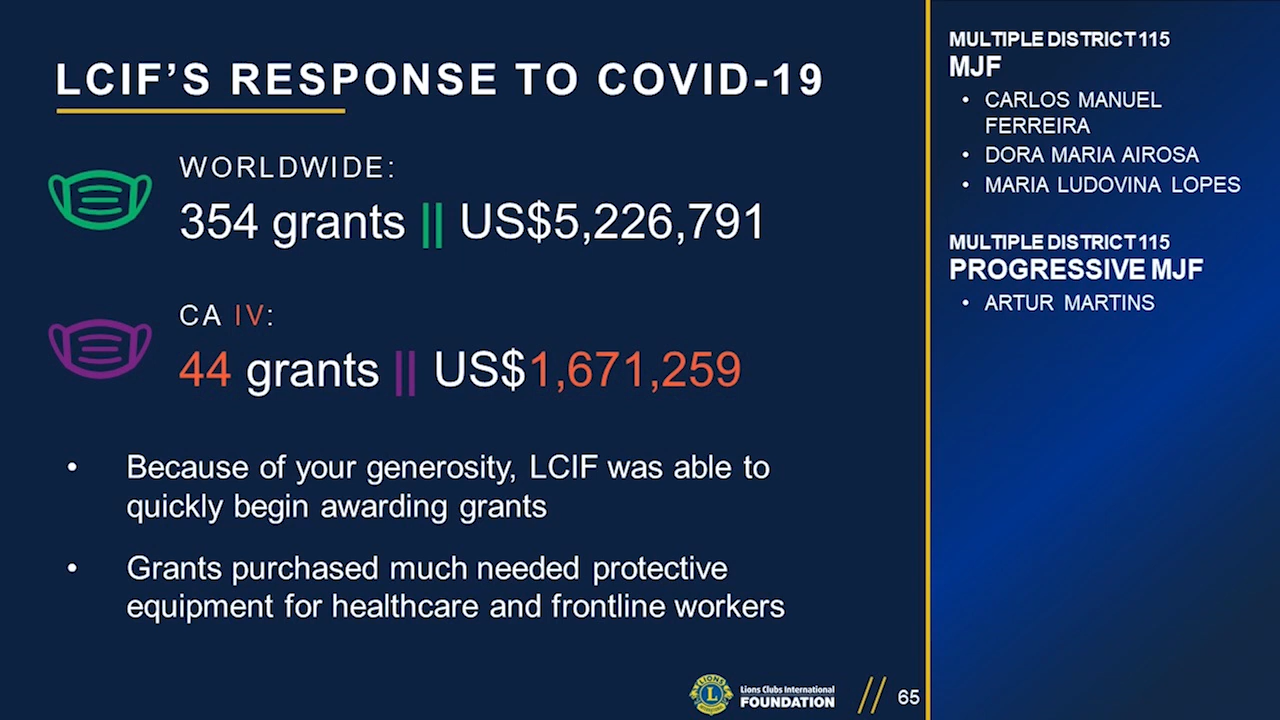 LCIF’S RESPONSE TO COVID-19
WORLDWIDE:
354 grants || US$5,226,791
CA IV:
44 grants || US$1,671,259
• Because of your generosity, LCIF was able to
quickly begin awarding grants
• Grants purchased much needed protective
equipment for healthcare and frontline workers
LIONS
L
INTERNATIONAL
Lions Clubs International
FOUNDATION
// 65
MULTIPLE DISTRICT 115
MJF
• CARLOS MANUEL
FERREIRA
• DORA MARIA AIROSA
• MARIA LUDOVINA LOPES
MULTIPLE DISTRICT 115
PROGRESSIVE MJF
• ARTUR MARTINS